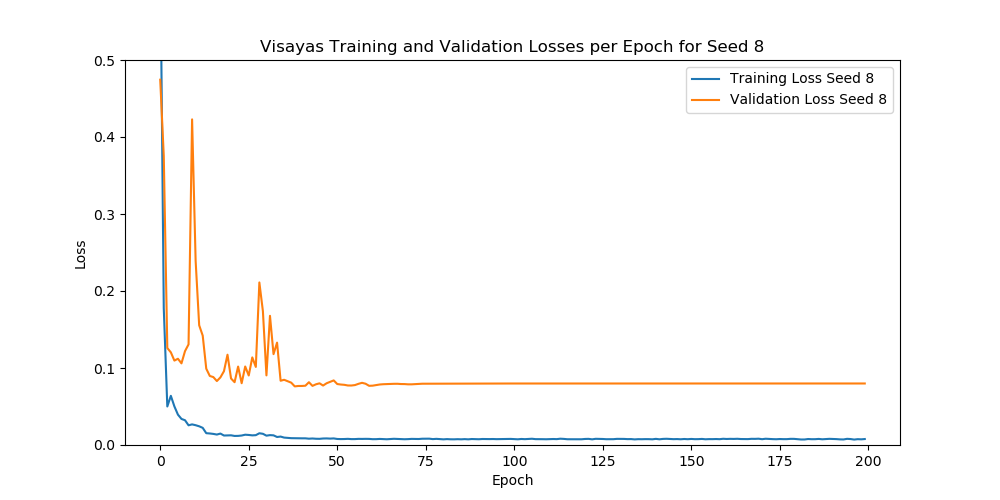 Visayas Training and Validation Losses per Epoch for Seed 8
0.5
0.4
0.3
0.2
0.1
0.0
Loss
Training Loss Seed 8
Validation Loss Seed 8
0 25 50 75 100 125 150 175 200
Epoch